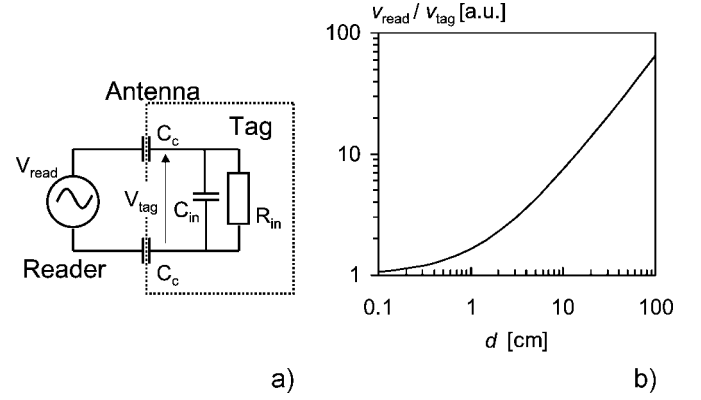 Antenna
C_c
Tag
V_read
V_tag
C_in
R_in
Reader
C_c
a)
v_read / v_tag [a.u.]
100
10
1
0.1
1
10
100
d [cm]
b)